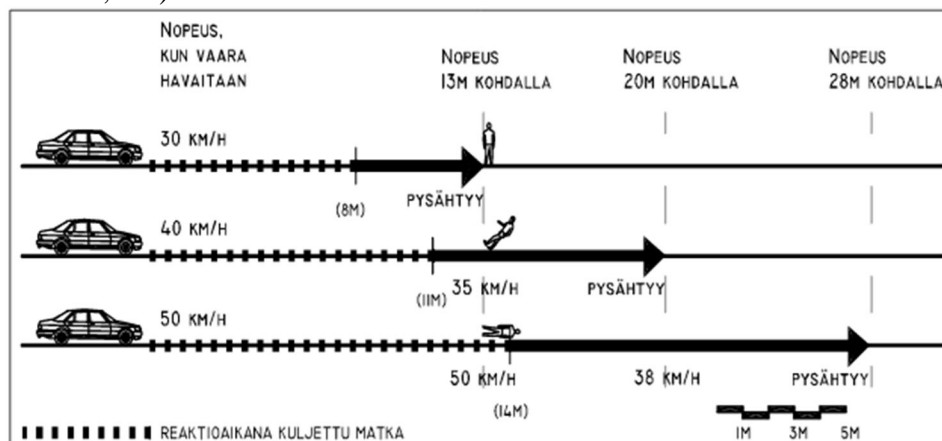 NOPEUS,
KUN VAARA
HAVAITAAN
NOPEUS
13M KOHDALLA
NOPEUS
20M KOHDALLA
NOPEUS
28M KOHDALLA
30 KM/H
(8M)
PYSÄHTYY
40 KM/H
(11M)
35 KM/H
PYSÄHTYY
50 KM/H
50 KM/H
(14M)
38 KM/H
PYSÄHTYY
REAKTIOAIKANA KULJETTU MATKA
1M 3M 5M